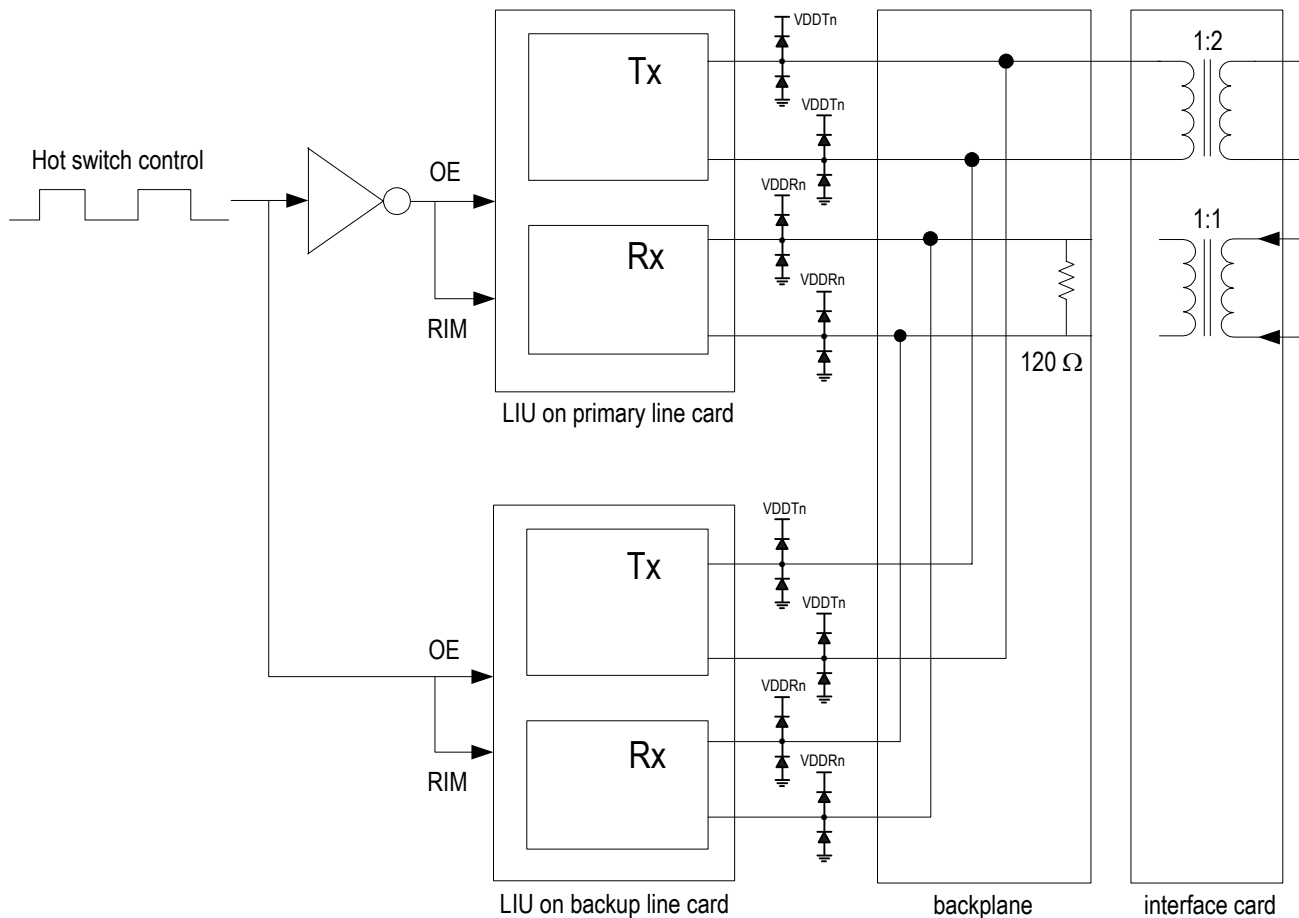 VDDTn
1:2
Tx
VDDTn
Hot switch control
OE
VDDRn
1:1
Rx
VDDRn
RIM
120 Ω
LIU on primary line card
VDDTn
Tx
VDDTn
OE
VDDRn
Rx
VDDRn
RIM
LIU on backup line card
backplane
interface card